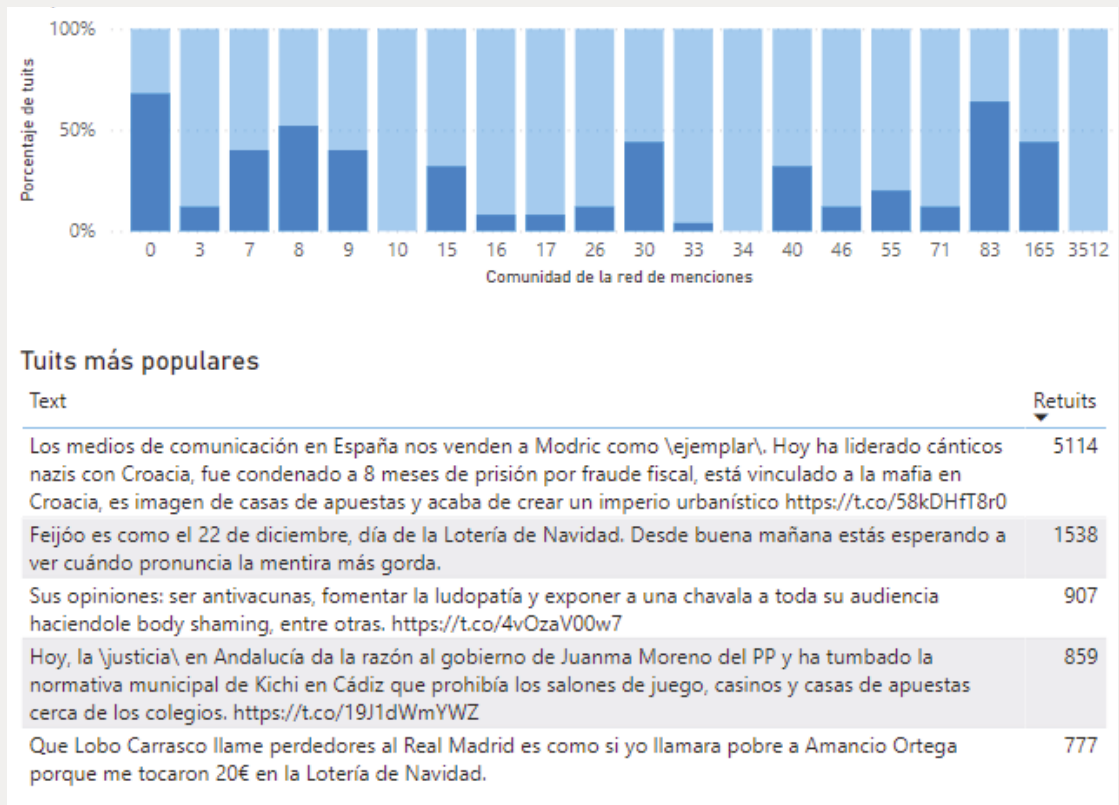 100%
50%
0%
Porcentaje de tuits
0 3 7 8 9 10 15 16 17 26 30 33 34 40 46 55 71 83 165 3512
Comunidad de la red de menciones
Tuits más populares
Text Retuits
Los medios de comunicación en España nos venden a Modric como \ejemplar\. Hoy ha liderado cánticos 5114
nazis con Croacia, fue condenado a 8 meses de prisión por fraude fiscal, está vinculado a la mafia en
Croacia, es imagen de casas de apuestas y acaba de crear un imperio urbanístico https://t.co/58kDHfT8r0
Feijóo es como el 22 de diciembre, día de la Lotería de Navidad. Desde buena mañana estás esperando a 1538
ver cuándo pronuncia la mentira más gorda.
Sus opiniones: ser antivacunas, fomentar la ludopatía y exponer a una chavala a toda su audiencia 907
haciendole body shaming, entre otras. https://t.co/4vOzaV00w7
Hoy, la \justicia\ en Andalucía da la razón al gobierno de Juanma Moreno del PP y ha tumbado la 859
normativa municipal de Kichi en Cádiz que prohibía los salones de juego, casinos y casas de apuestas
cerca de los colegios. https://t.co/19J1dWmYWZ
Que Lobo Carrasco llame perdedores al Real Madrid es como si yo llamara pobre a Amancio Ortega 777
porque me tocaron 20€ en la Lotería de Navidad.